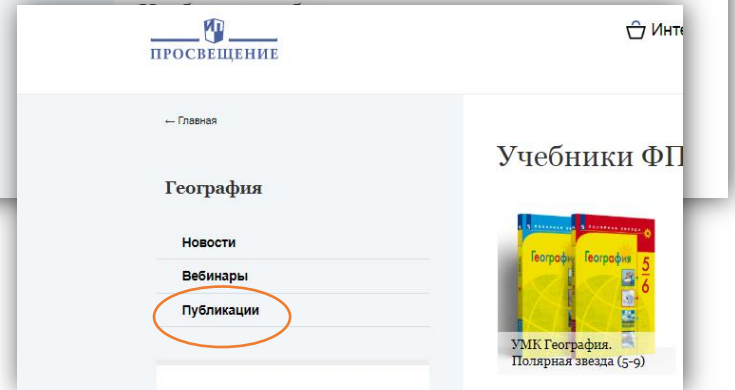 ПРОСВЕЩЕНИЕ
Инте
← Главная
Учебники ФП
География
Новости
Вебинары
Публикации
География
География
5
6
УМК География.
Полярная звезда (5-9)